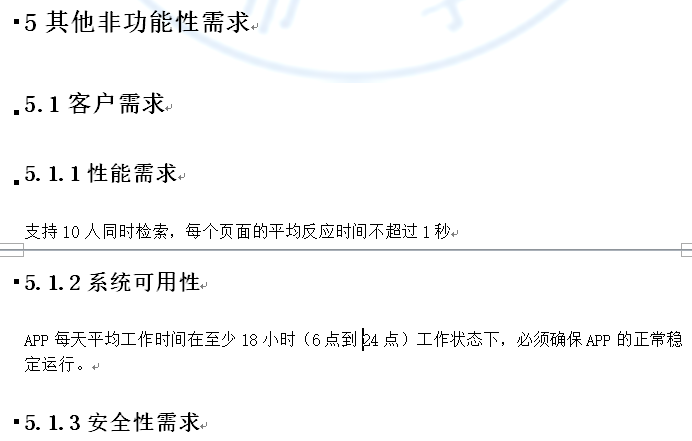 5 其他非功能性需求
5.1 客户需求
5.1.1 性能需求
支持 10 人同时检索，每个页面的平均反应时间不超过 1 秒
5.1.2 系统可用性
APP 每天平均工作时间在至少 18 小时（6 点到 24 点）工作状态下，必须确保 APP 的正常稳
定运行。
5.1.3 安全性需求